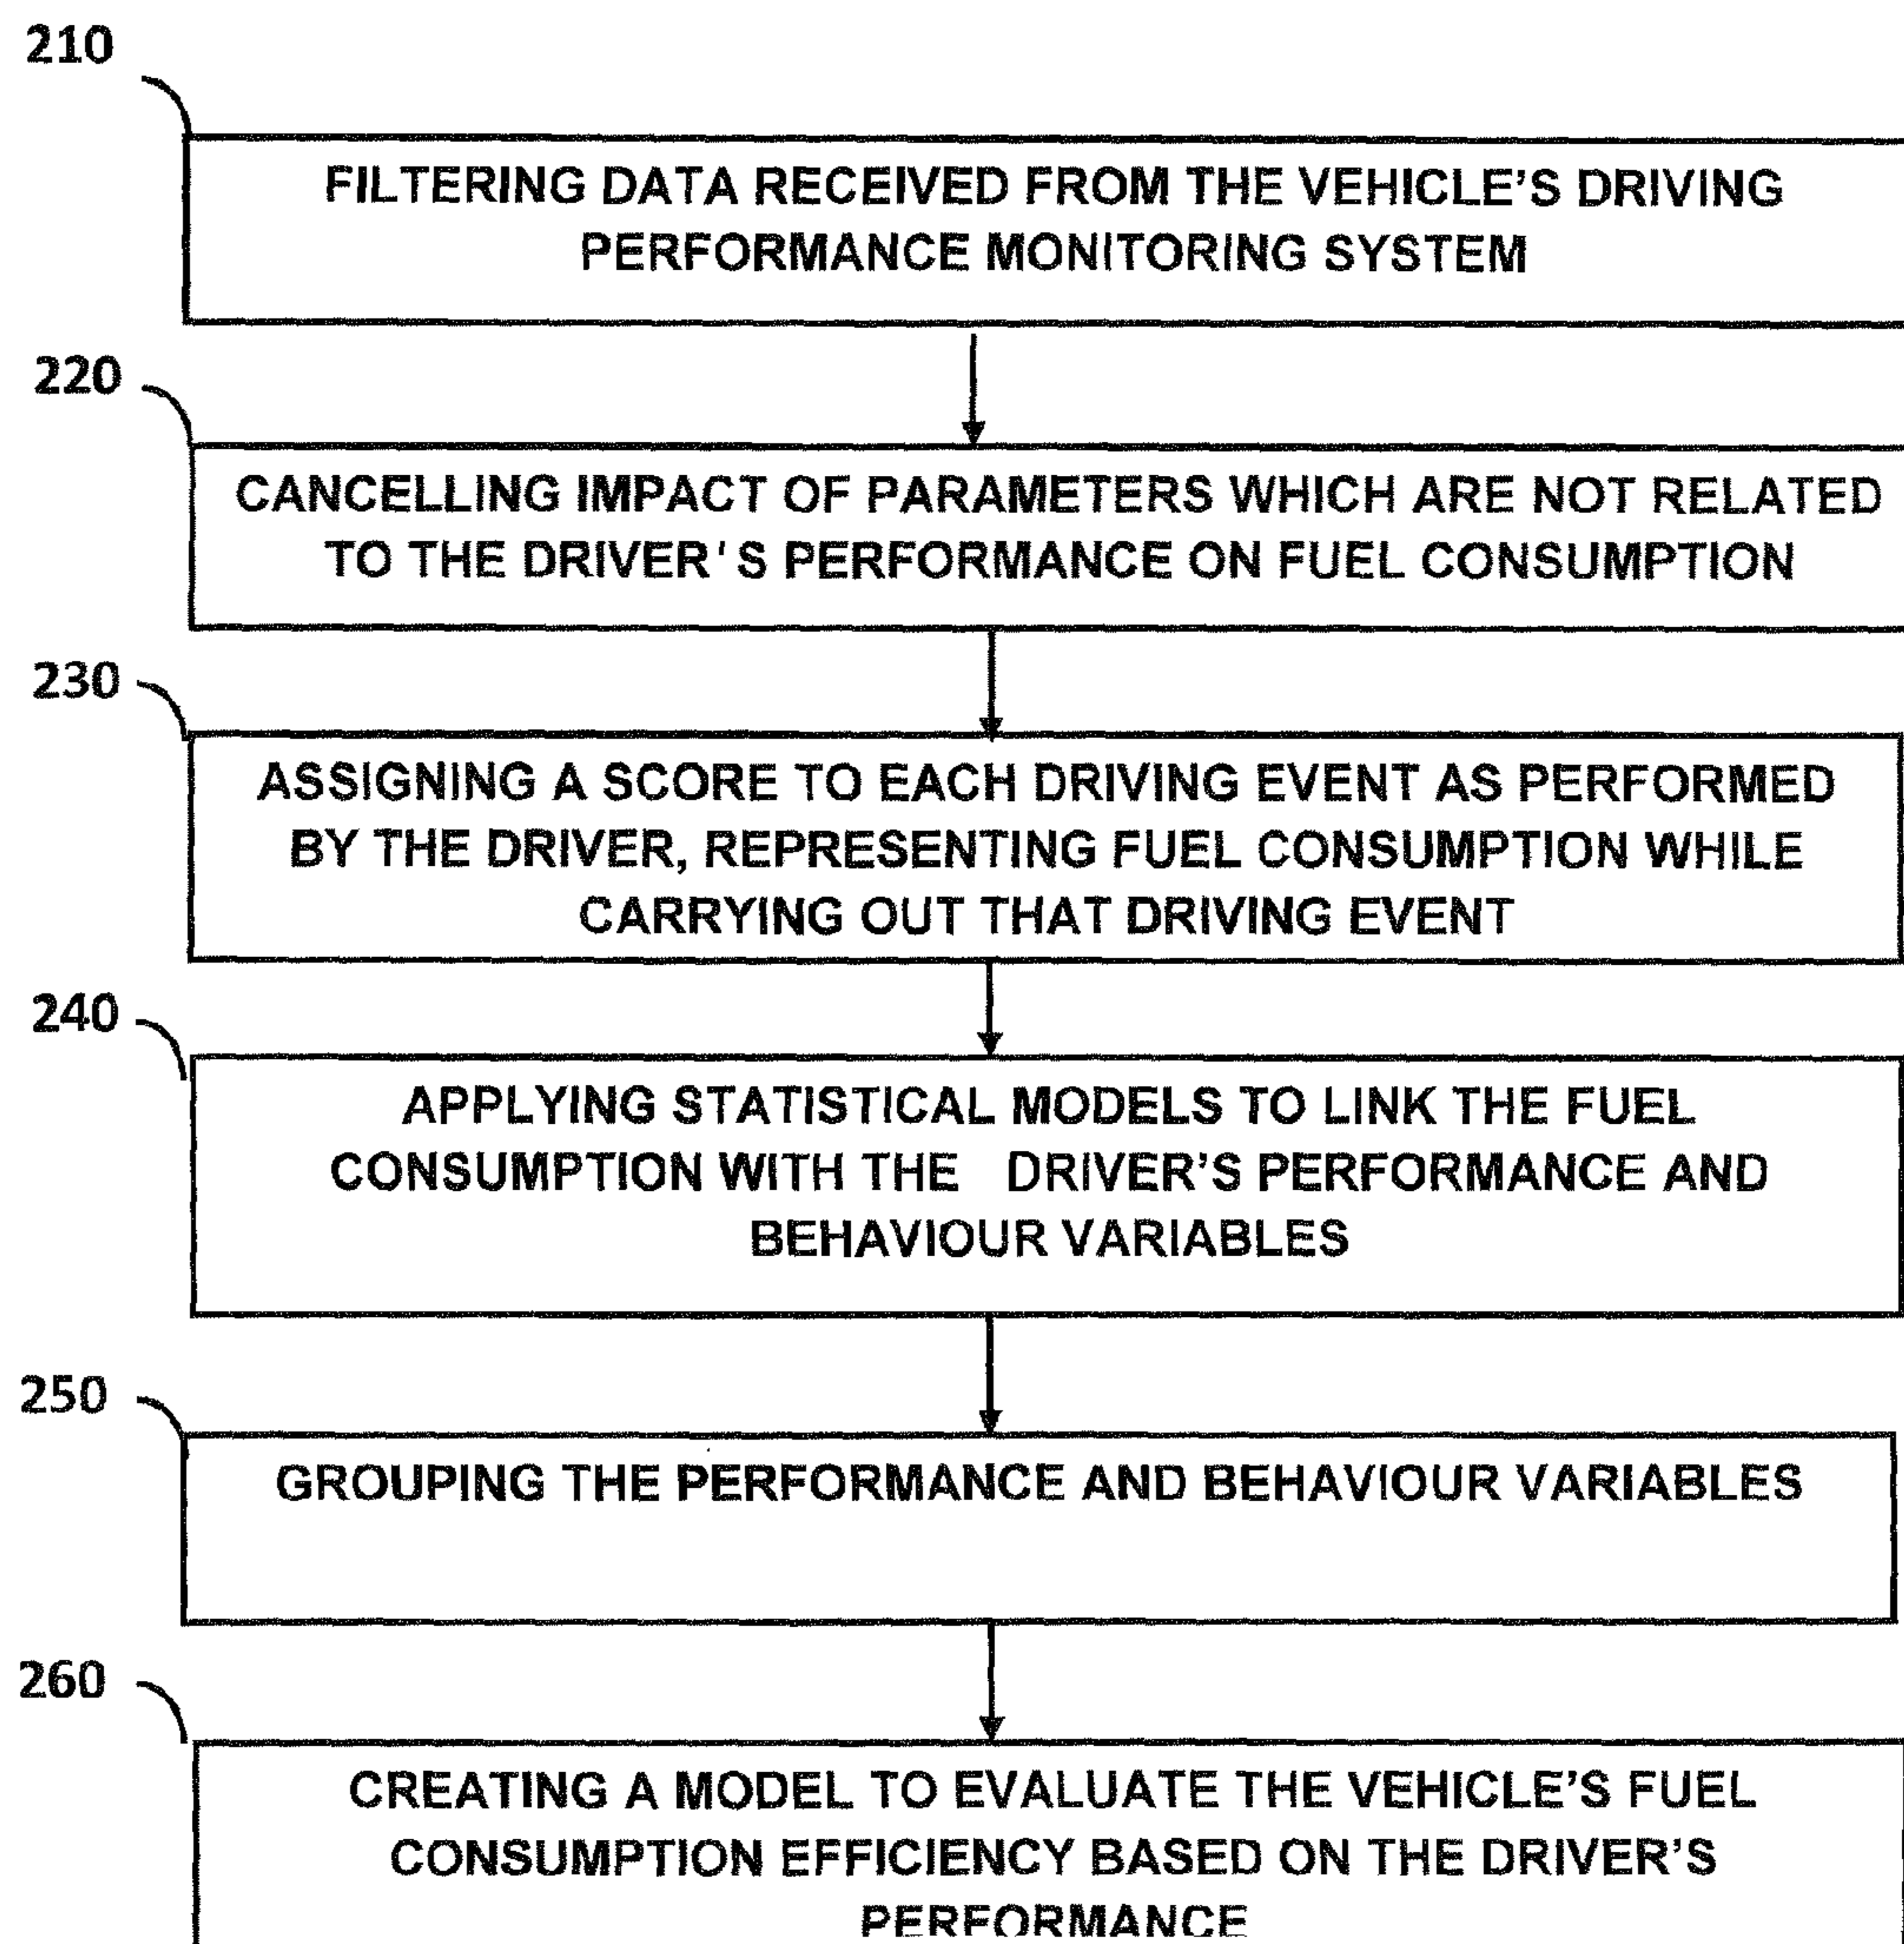 210
FILTERING DATA RECEIVED FROM THE VEHICLE'S DRIVING
PERFORMANCE MONITORING SYSTEM
220
CANCELLING IMPACT OF PARAMETERS WHICH ARE NOT RELATED
TO THE DRIVER'S PERFORMANCE ON FUEL CONSUMPTION
230
ASSIGNING A SCORE TO EACH DRIVING EVENT AS PERFORMED
BY THE DRIVER, REPRESENTING FUEL CONSUMPTION WHILE
CARRYING OUT THAT DRIVING EVENT
240
APPLYING STATISTICAL MODELS TO LINK THE FUEL
CONSUMPTION WITH THE DRIVER'S PERFORMANCE AND
BEHAVIOUR VARIABLES
250
GROUPING THE PERFORMANCE AND BEHAVIOUR VARIABLES
260
CREATING A MODEL TO EVALUATE THE VEHICLE'S FUEL
CONSUMPTION EFFICIENCY BASED ON THE DRIVER'S
PERFORMANCE